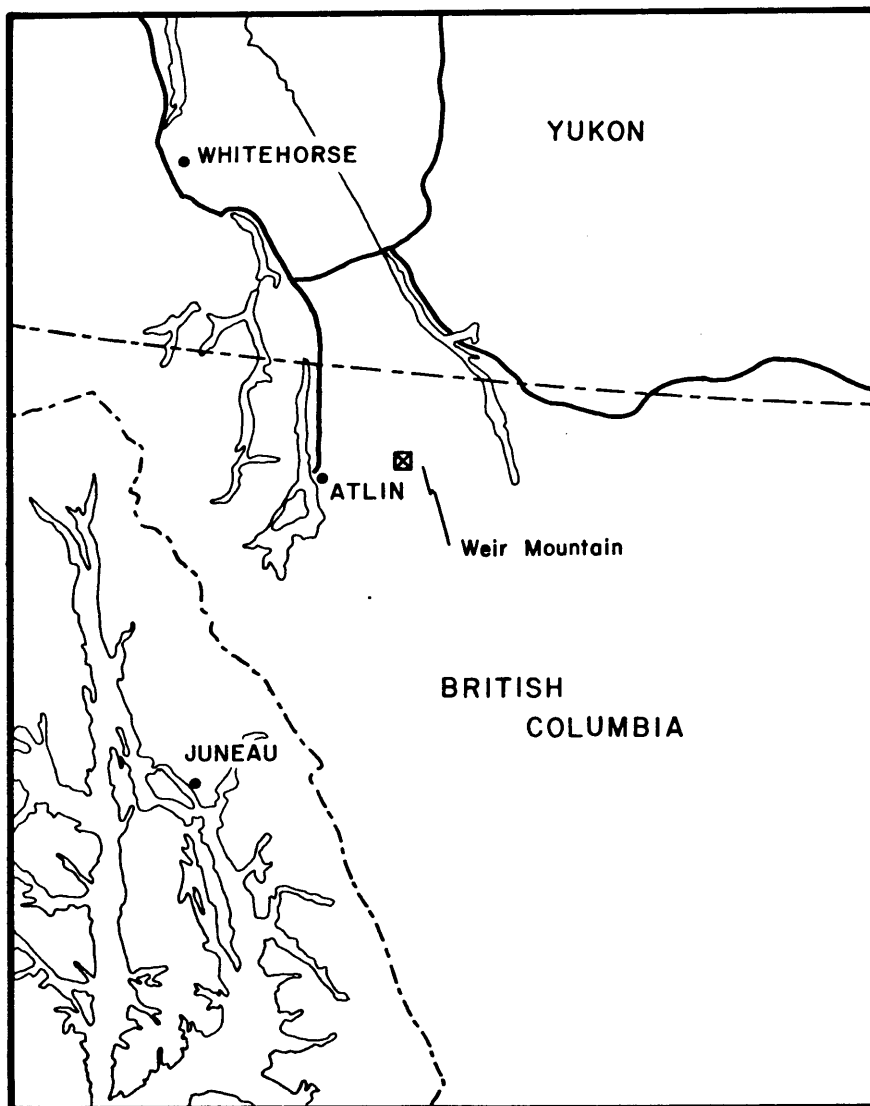 YUKON
WHITEHORSE
ATLIN
Weir Mountain
BRITISH
COLUMBIA
JUNEAU